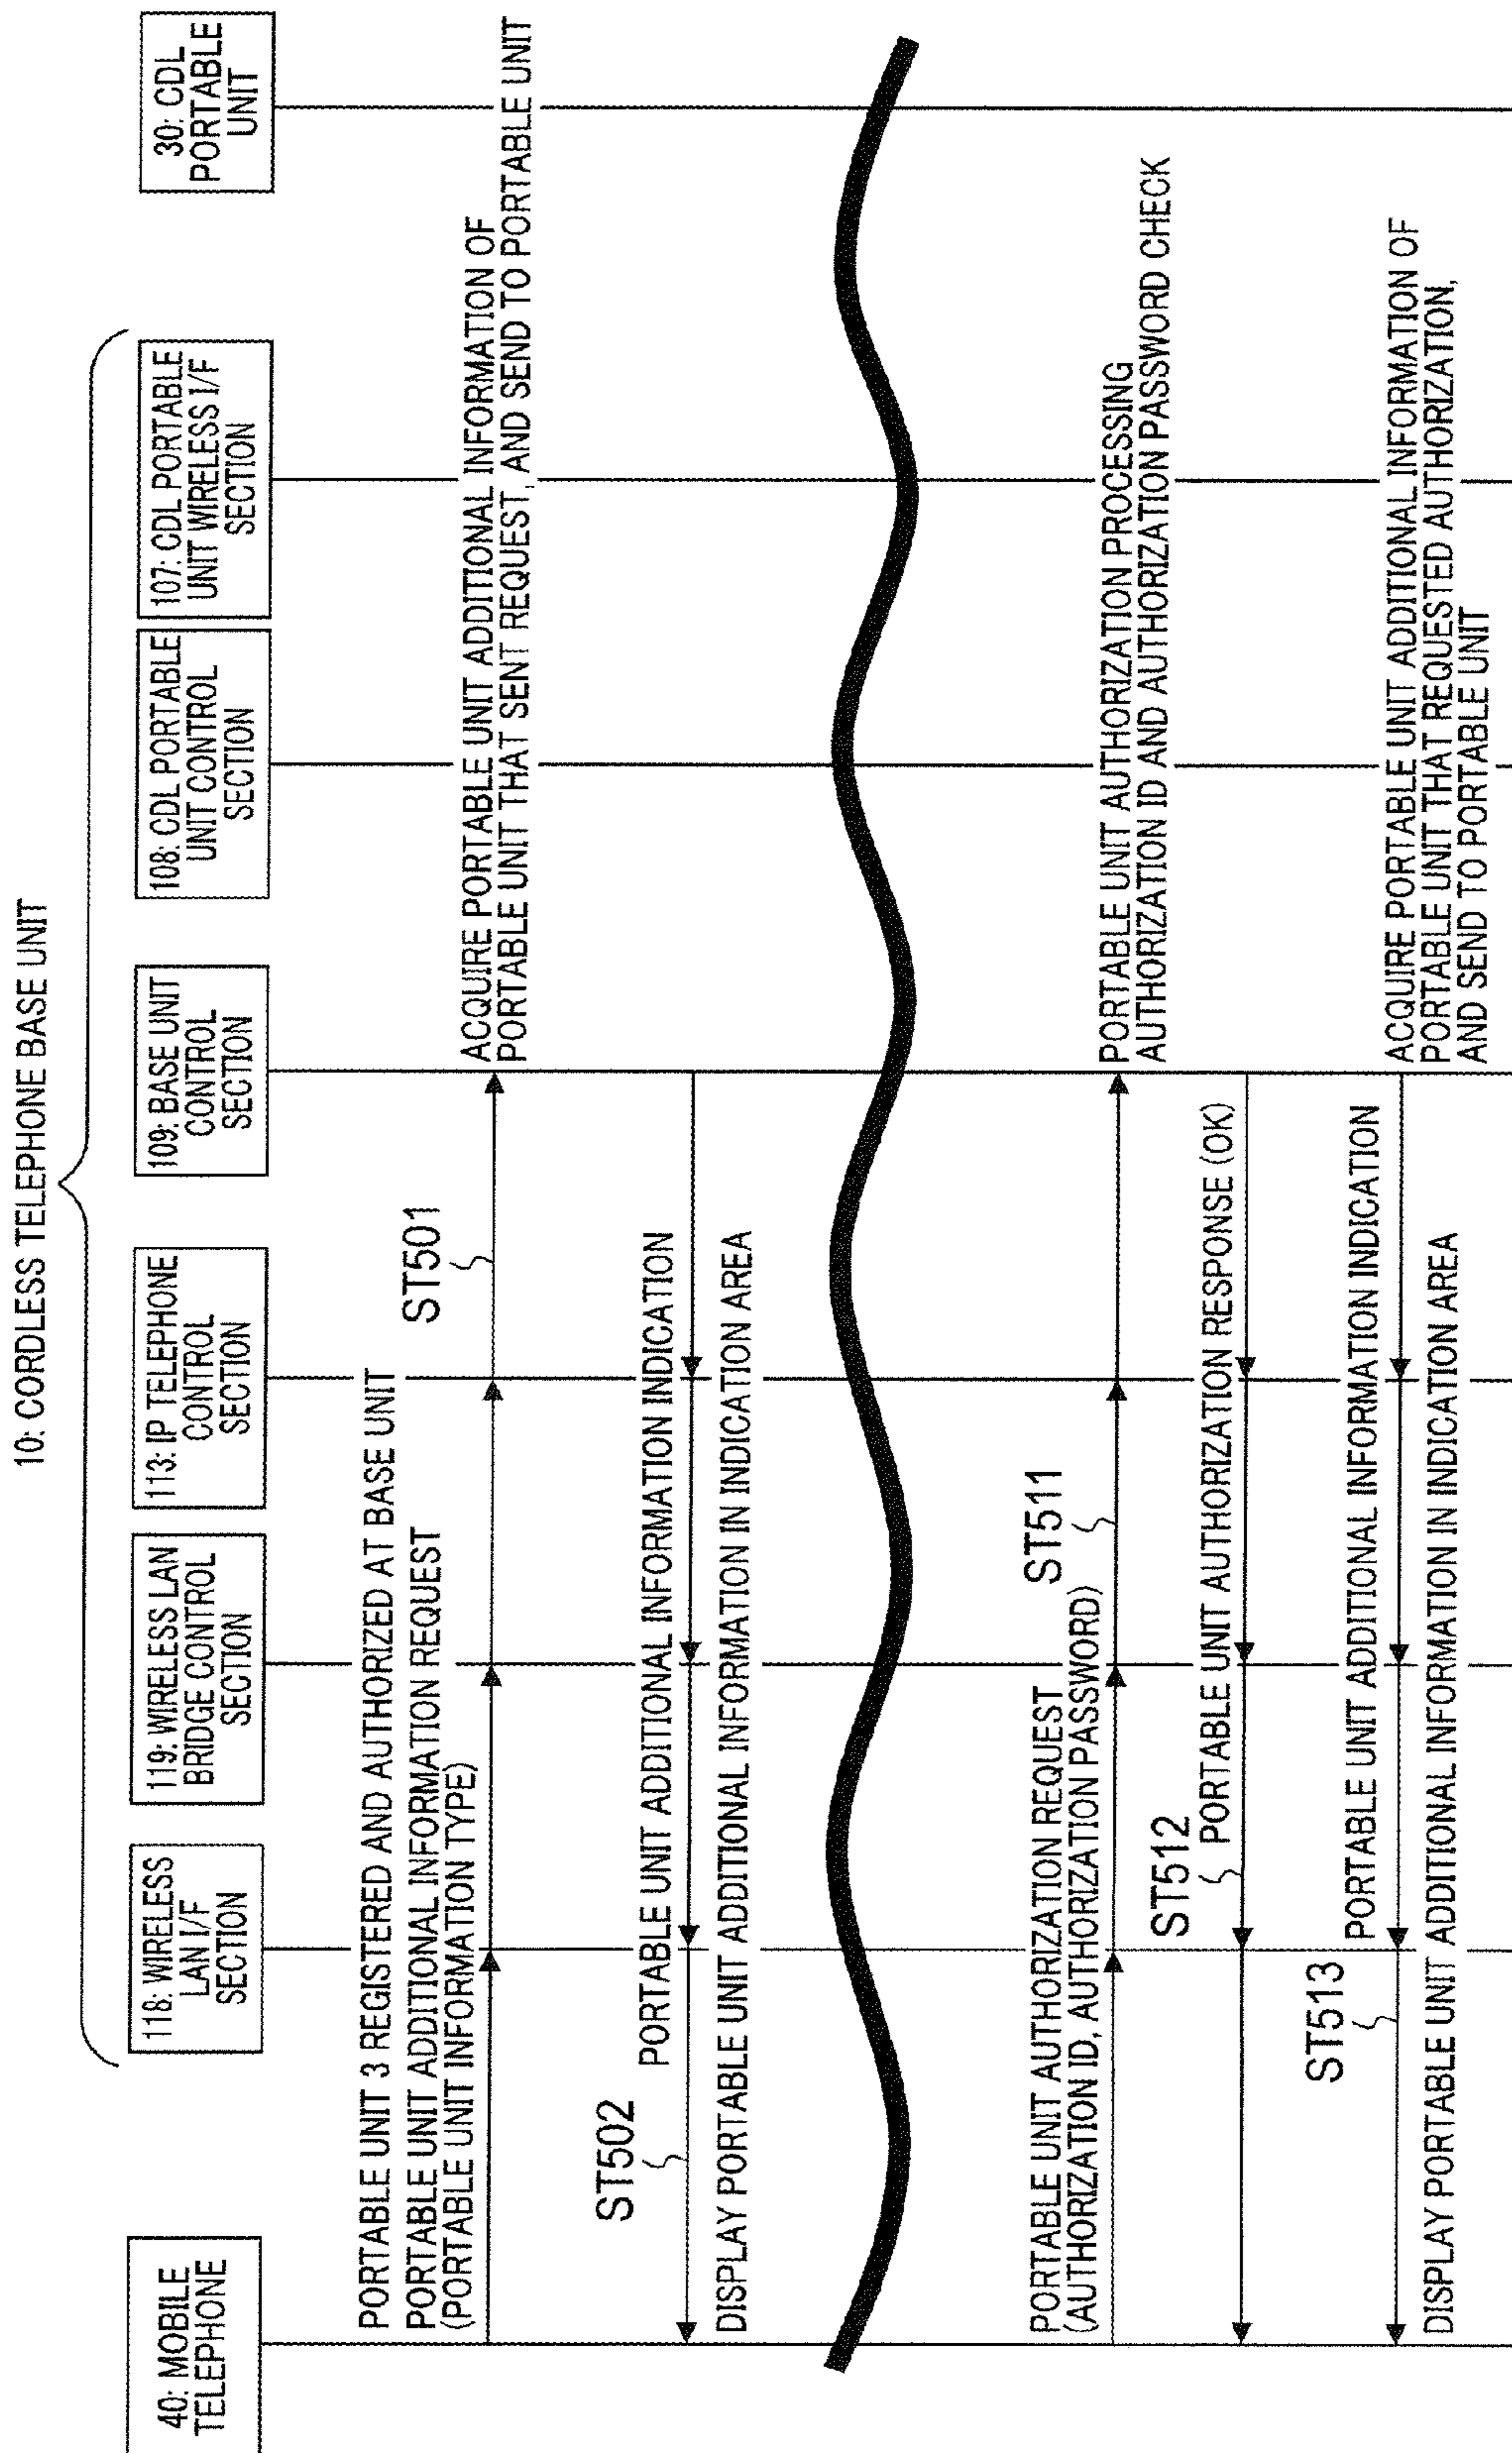 10: CORDLESS TELEPHONE BASE UNIT
40: MOBILE
TELEPHONE
118: WIRELESS
LAN I/F
SECTION
119: WIRELESS LAN
BRIDGE CONTROL
SECTION
113: IP TELEPHONE
CONTROL
SECTION
109: BASE UNIT
CONTROL
SECTION
108: CDL PORTABLE
UNIT CONTROL
SECTION
107: CDL PORTABLE
UNIT WIRELESS I/F
SECTION
30: CDL
PORTABLE
UNIT
PORTABLE UNIT 3 REGISTERED AND AUTHORIZED AT BASE UNIT
PORTABLE UNIT ADDITIONAL INFORMATION REQUEST
(PORTABLE UNIT INFORMATION TYPE)
ST501
ACQUIRE PORTABLE UNIT ADDITIONAL INFORMATION OF
PORTABLE UNIT THAT SENT REQUEST, AND SEND TO PORTABLE UNIT
ST502
PORTABLE UNIT ADDITIONAL INFORMATION INDICATION
DISPLAY PORTABLE UNIT ADDITIONAL INFORMATION IN INDICATION AREA
PORTABLE UNIT AUTHORIZATION REQUEST
(AUTHORIZATION ID, AUTHORIZATION PASSWORD)
ST511
PORTABLE UNIT AUTHORIZATION PROCESSING
AUTHORIZATION ID AND AUTHORIZATION PASSWORD CHECK
ST512
PORTABLE UNIT AUTHORIZATION RESPONSE (OK)
ST513
PORTABLE UNIT ADDITIONAL INFORMATION INDICATION
ACQUIRE PORTABLE UNIT ADDITIONAL INFORMATION OF
PORTABLE UNIT THAT REQUESTED AUTHORIZATION,
AND SEND TO PORTABLE UNIT
DISPLAY PORTABLE UNIT ADDITIONAL INFORMATION IN INDICATION AREA